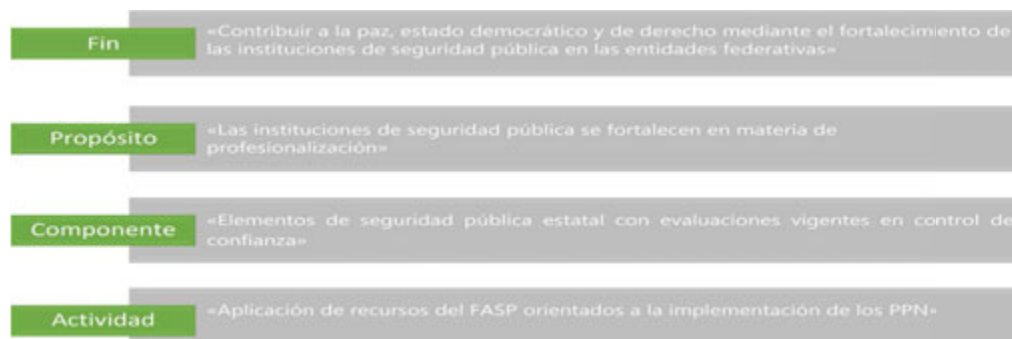 Fin
«Contribuir a la paz, estado democrático y de derecho mediante el fortalecimiento de
las instituciones de seguridad pública en las entidades federativas»
Propósito
«Las instituciones de seguridad pública se fortalecen en materia de
profesionalización»
Componente
«Elementos de seguridad pública estatal con evaluaciones vigentes en control de
confianza»
Actividad
«Aplicación de recursos del FASP orientados a la implementación de los PPN»